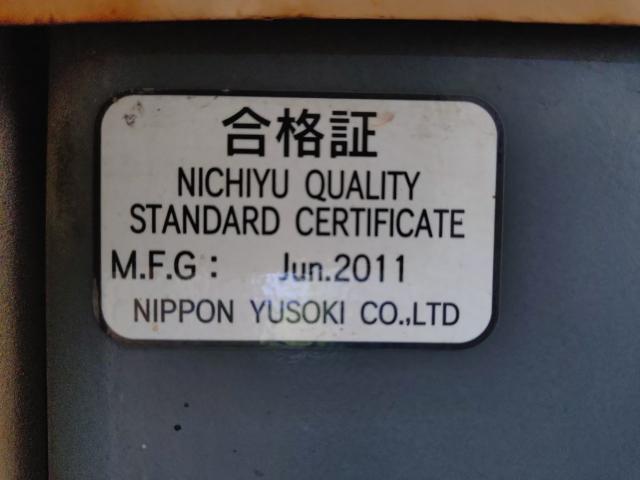 合格証
NICHIYU QUALITY
STANDARD CERTIFICATE
M.F.G : Jun.2011
NIPPON YUSOKI CO.,LTD